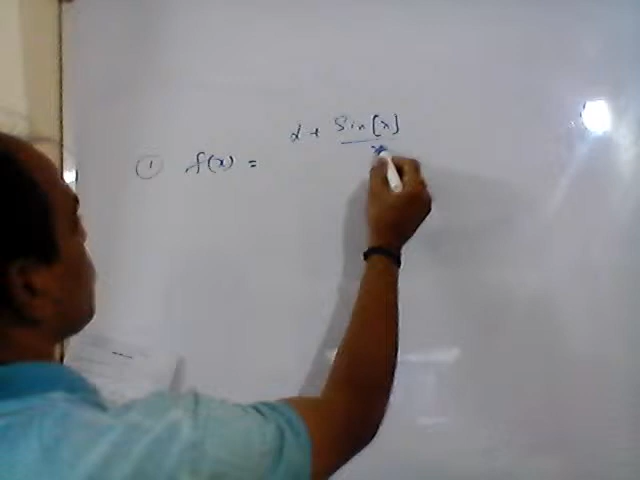 α + Sin[x]
x
① f(x) =